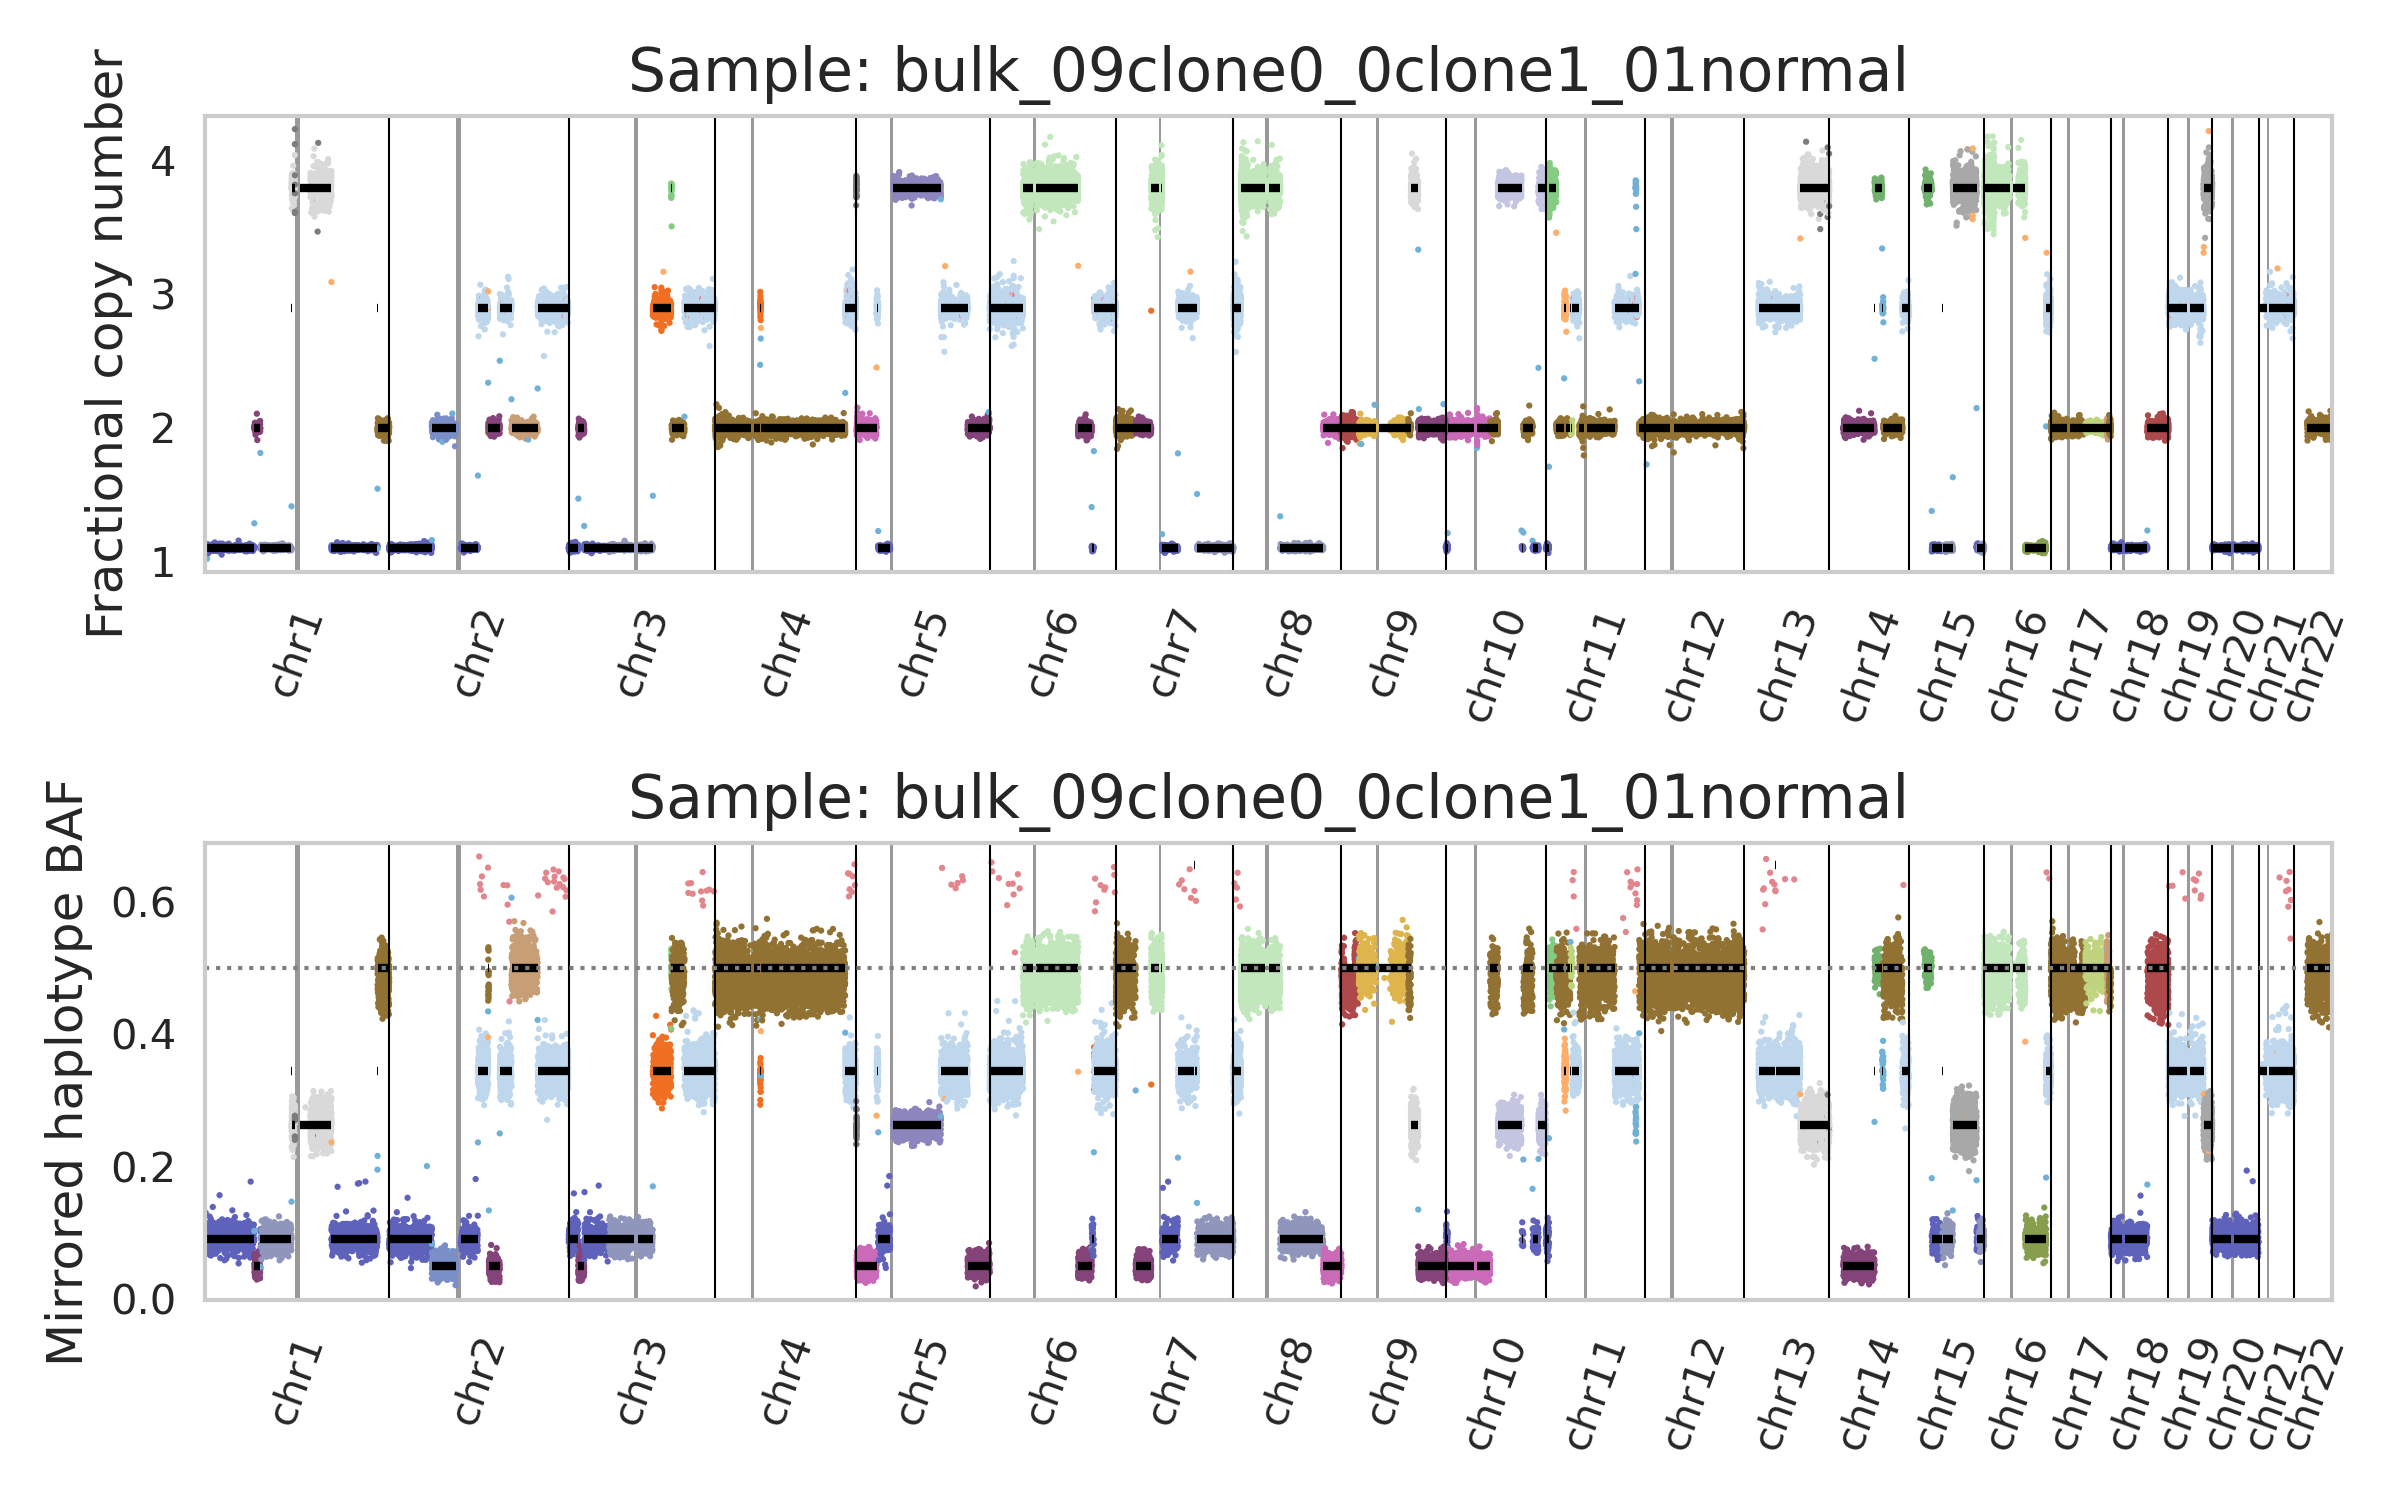 Sample: bulk_09clone0_0clone1_01normal
Fractional copy number
4
3
2
1
chr1 chr2 chr3 chr4 chr5 chr6 chr7 chr8 chr9 chr10 chr11 chr12 chr13 chr14 chr15 chr16 chr17 chr18 chr19 chr20 chr21 chr22
Sample: bulk_09clone0_0clone1_01normal
Mirrored haplotype BAF
0.6
0.4
0.2
0.0
chr1 chr2 chr3 chr4 chr5 chr6 chr7 chr8 chr9 chr10 chr11 chr12 chr13 chr14 chr15 chr16 chr17 chr18 chr19 chr20 chr21 chr22